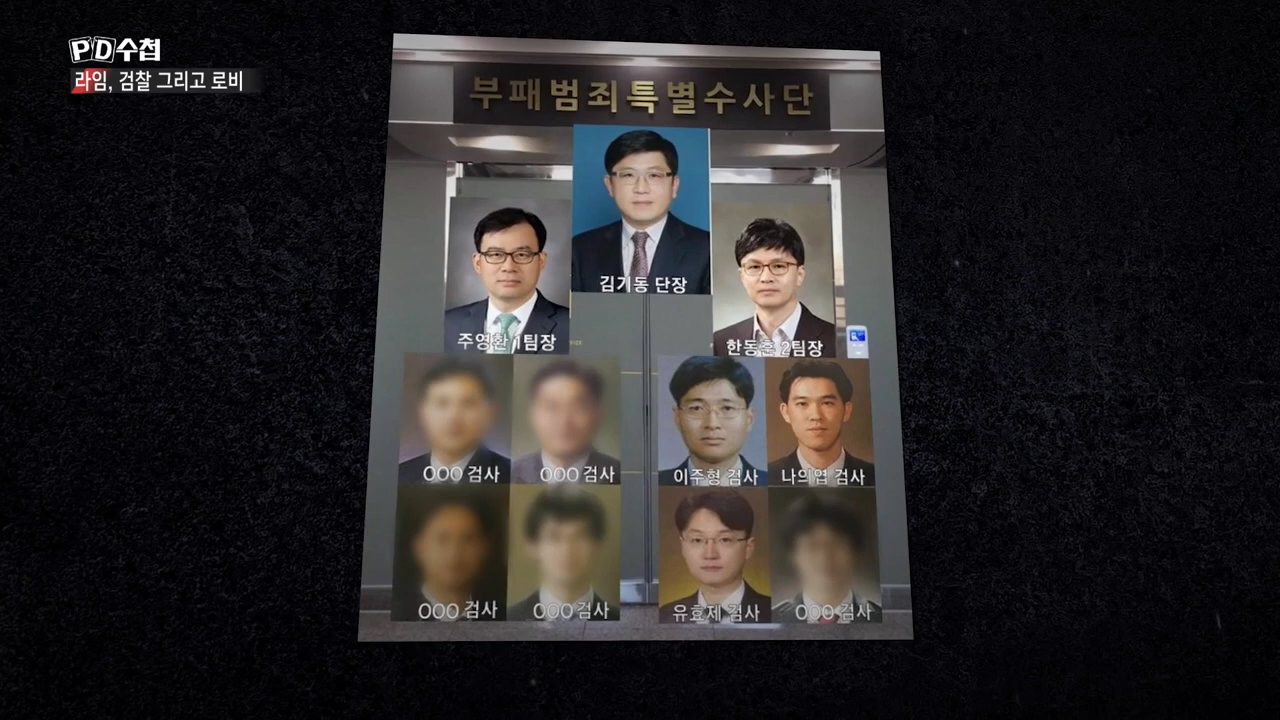 PD수첩
라임, 검찰 그리고 로비
부패범죄특별수사단
김기동 단장
주영환 1팀장
한동훈 2팀장
OOO 검사
OOO 검사
이주형 검사
나의엽 검사
OOO 검사
OOO 검사
유효제 검사
OOO 검사